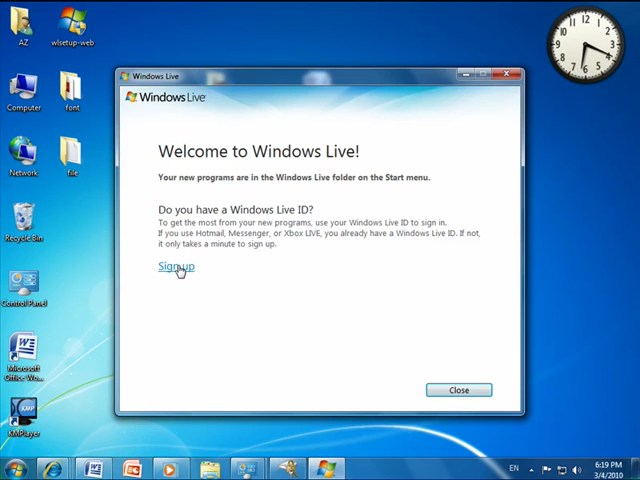 AZ
wlsetup-web
Computer
font
Network
file
Recycle Bin
Control Panel
Microsoft
Office Wo...
KMPlayer
Windows Live
Windows Live
Welcome to Windows Live!
Your new programs are in the Windows Live folder on the Start menu.
Do you have a Windows Live ID?
To get the most from your new programs, use your Windows Live ID to sign in.
If you use Hotmail, Messenger, or Xbox LIVE, you already have a Windows Live ID. If not,
it only takes a minute to sign up.
Sign up
Close
EN
6:19 PM
3/4/2010